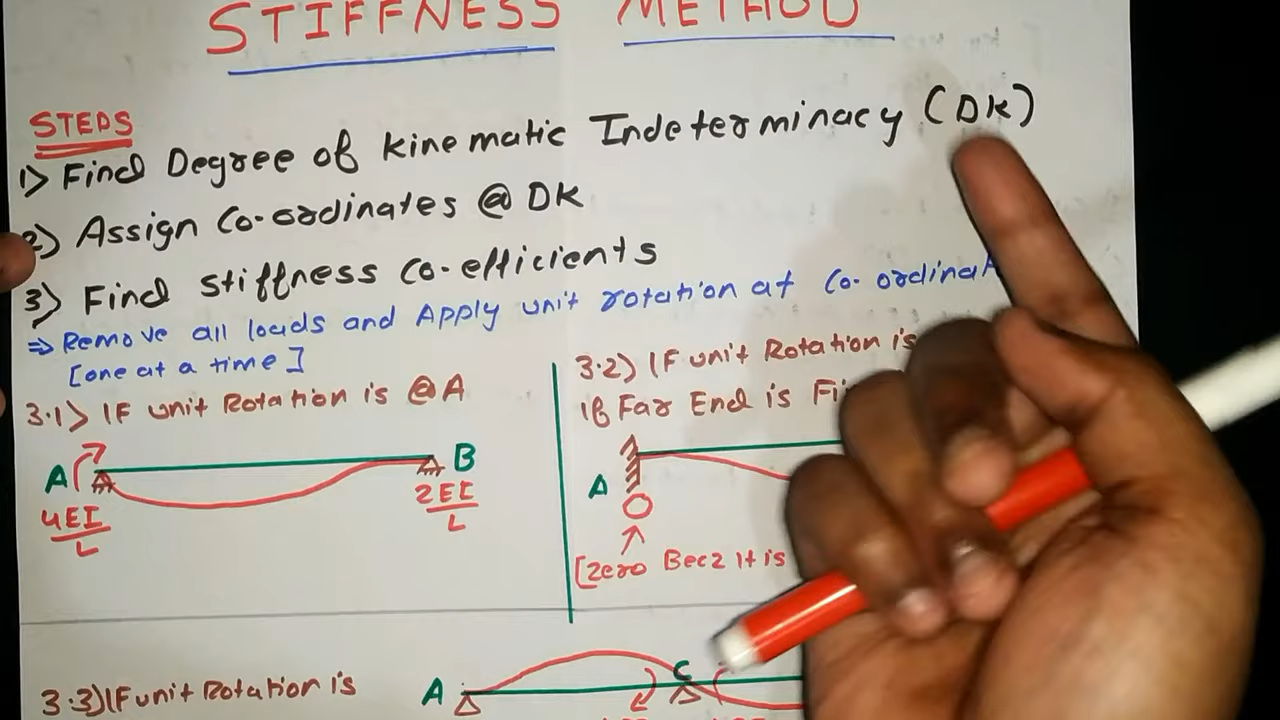 STIFFNESS METHOD
STEPS
1) Find Degree of kinematic Indeterminacy (DK)
2) Assign Co-ordinates @ DK
3) Find stiffness Co-efficients
⇒ Remove all loads and Apply unit rotation at Co-ordinat
[one at a time]
3.1) IF unit Rotation is @ A
A B
4EI/L 2EI/L
3.2) IF unit Rotation is
If Far End is Fi
A
0
[Zero Becz It is
3.3) IF unit Rotation is
A C